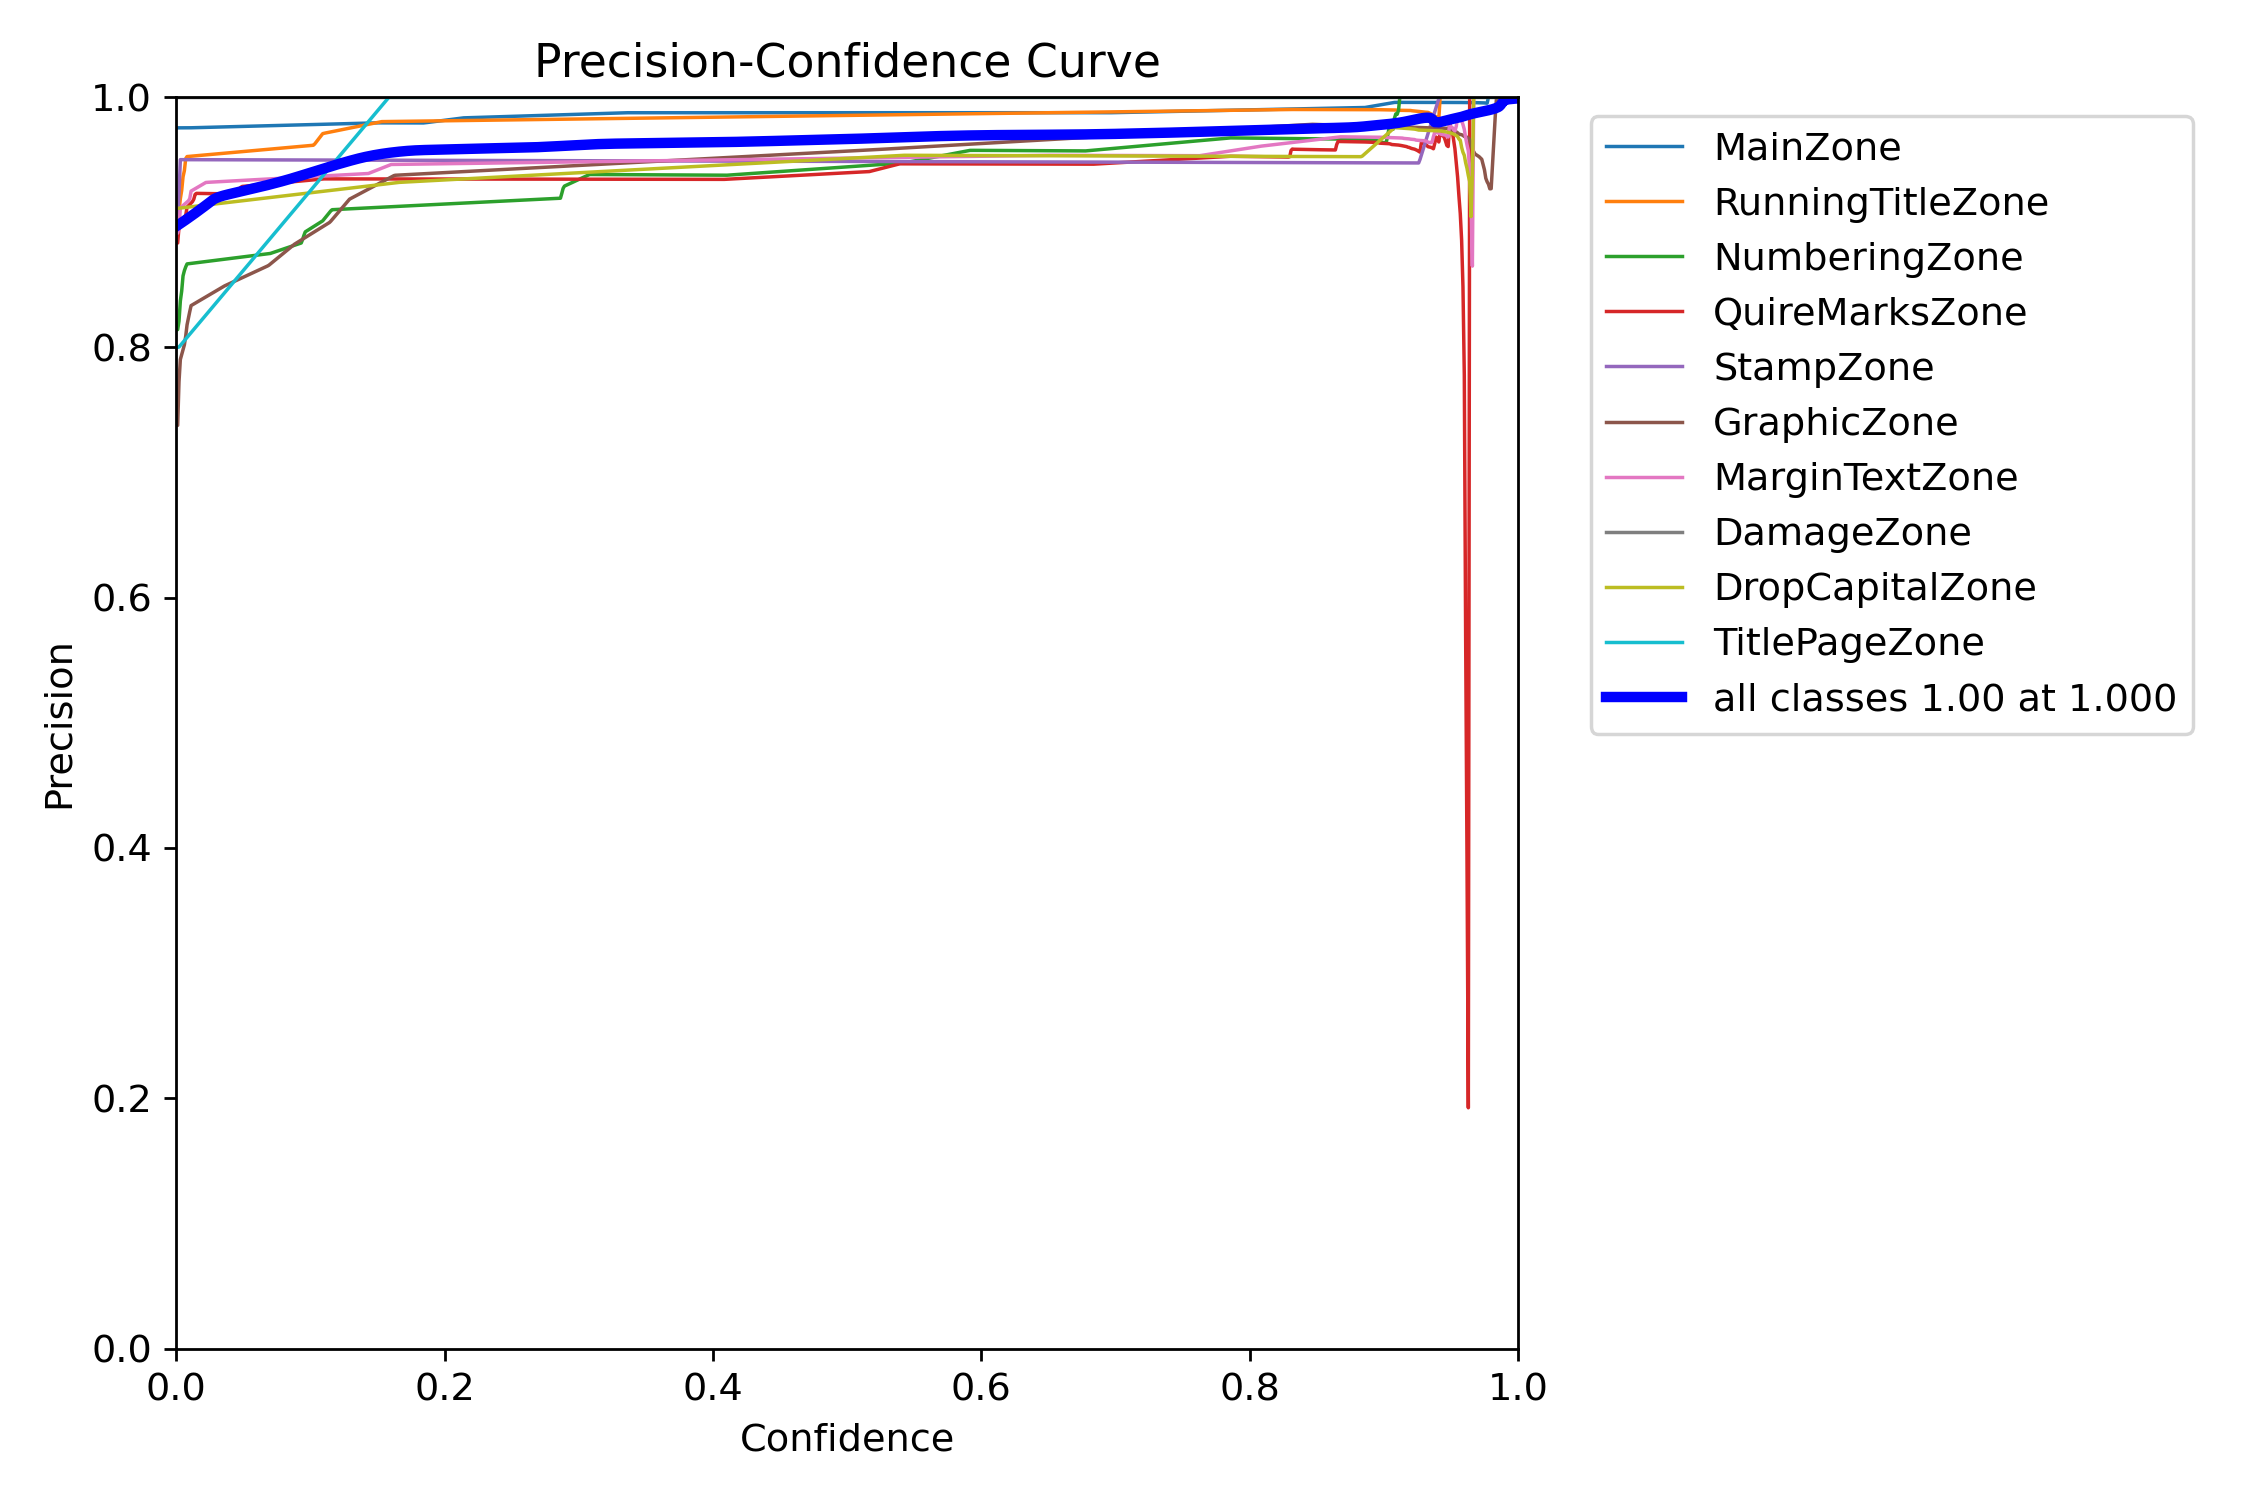 Precision-Confidence Curve
1.0
0.8
0.6
0.4
0.2
0.0
Precision
0.0 0.2 0.4 0.6 0.8 1.0
Confidence
MainZone
RunningTitleZone
NumberingZone
QuireMarksZone
StampZone
GraphicZone
MarginTextZone
DamageZone
DropCapitalZone
TitlePageZone
all classes 1.00 at 1.000